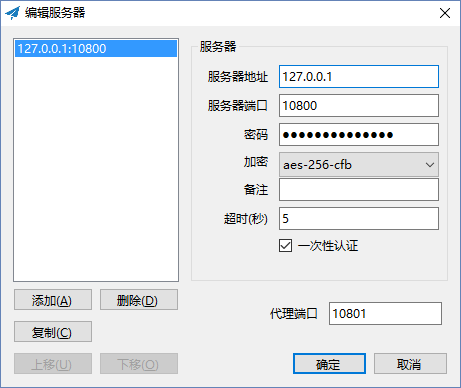 编辑服务器
127.0.0.1:10800
服务器
服务器地址 127.0.0.1
服务器端口 10800
密码 ●●●●●●●●●●●●●●
加密 aes-256-cfb
备注
超时(秒) 5
一次性认证
添加(A) 删除(D)
复制(C)
代理端口 10801
上移(U) 下移(O)
确定 取消